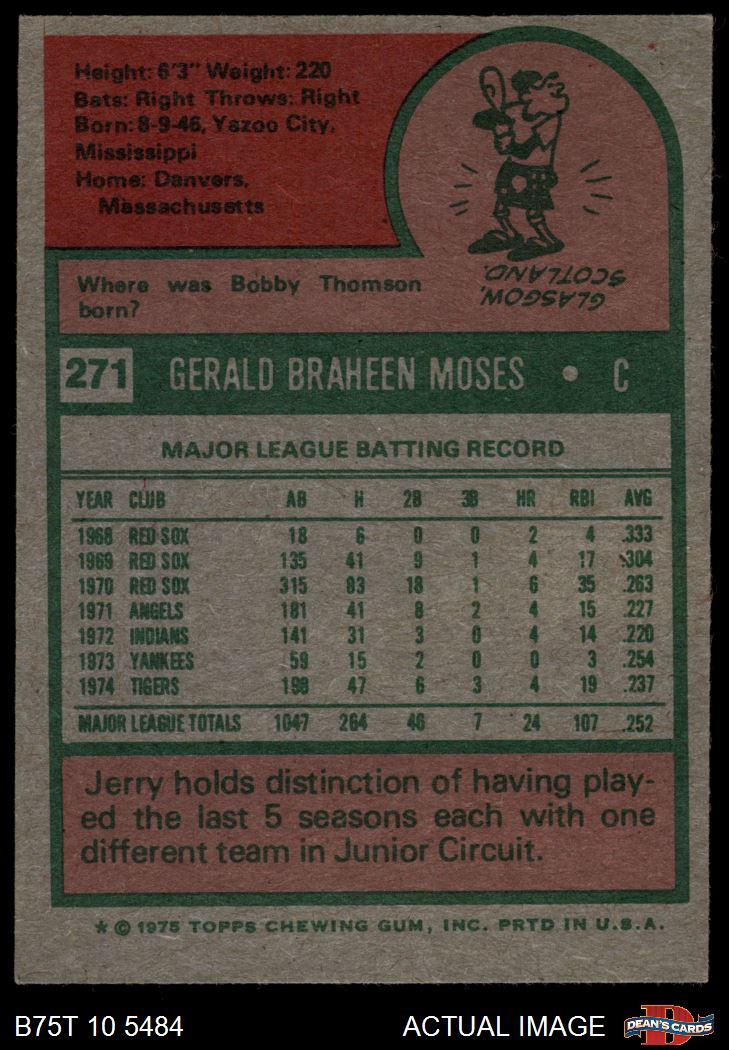 Height: 6'3" Weight: 220
Bats: Right Throws: Right
Born: 8-9-46, Yazoo City,
Mississippi
Home: Danvers,
Massachusetts
Where was Bobby Thomson
born?
GLASGOW,
SCOTLAND.
271 GERALD BRAHEEN MOSES • C
MAJOR LEAGUE BATTING RECORD
YEAR CLUB AB H 2B 3B HR RBI AVG
1968 RED SOX 18 6 0 0 2 4 .333
1969 RED SOX 135 41 9 1 4 17 .304
1970 RED SOX 315 83 18 1 6 35 .263
1971 ANGELS 181 41 8 2 4 15 .227
1972 INDIANS 141 31 3 0 4 14 .220
1973 YANKEES 59 15 2 0 0 3 .254
1974 TIGERS 198 47 6 3 4 19 .237
MAJOR LEAGUE TOTALS 1047 264 46 7 24 107 .252
Jerry holds distinction of having play-
ed the last 5 seasons each with one
different team in Junior Circuit.
* © 1975 TOPPS CHEWING GUM, INC. PRTD IN U.S.A.
B75T 10 5484 ACTUAL IMAGE DEAN'S CARDS